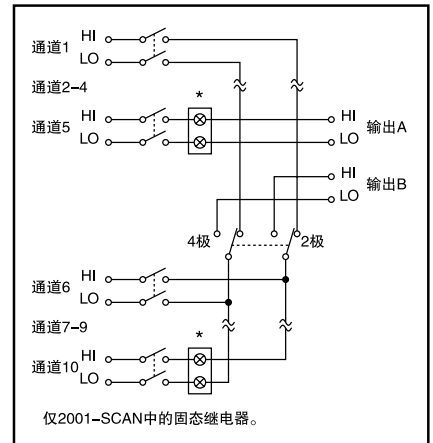 通道1 HI
LO
通道2–4
*
通道5 HI
LO
HI 输出A
LO
HI 输出B
LO
4极 2极
通道6 HI
LO
通道7–9
*
通道10 HI
LO
仅2001–SCAN中的固态继电器。